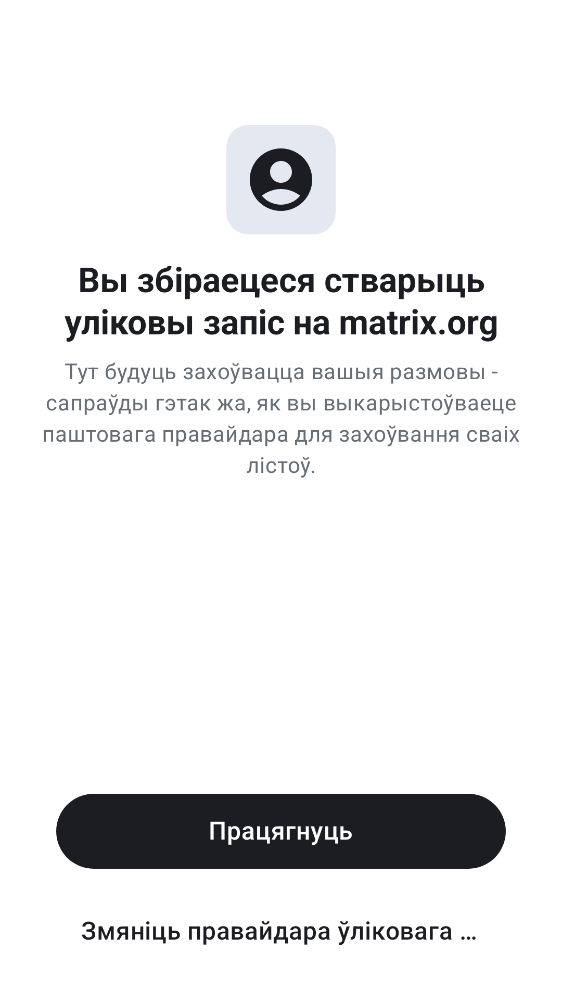 Вы збіраецеся стварыць
уліковы запіс на matrix.org
Тут будуць захоўвацца вашыя размовы -
сапраўды гэтак жа, як вы выкарыстоўваеце
паштовага правайдара для захоўвання сваіх
лістоў.
Працягнуць
Змяніць правайдара ўліковага ...